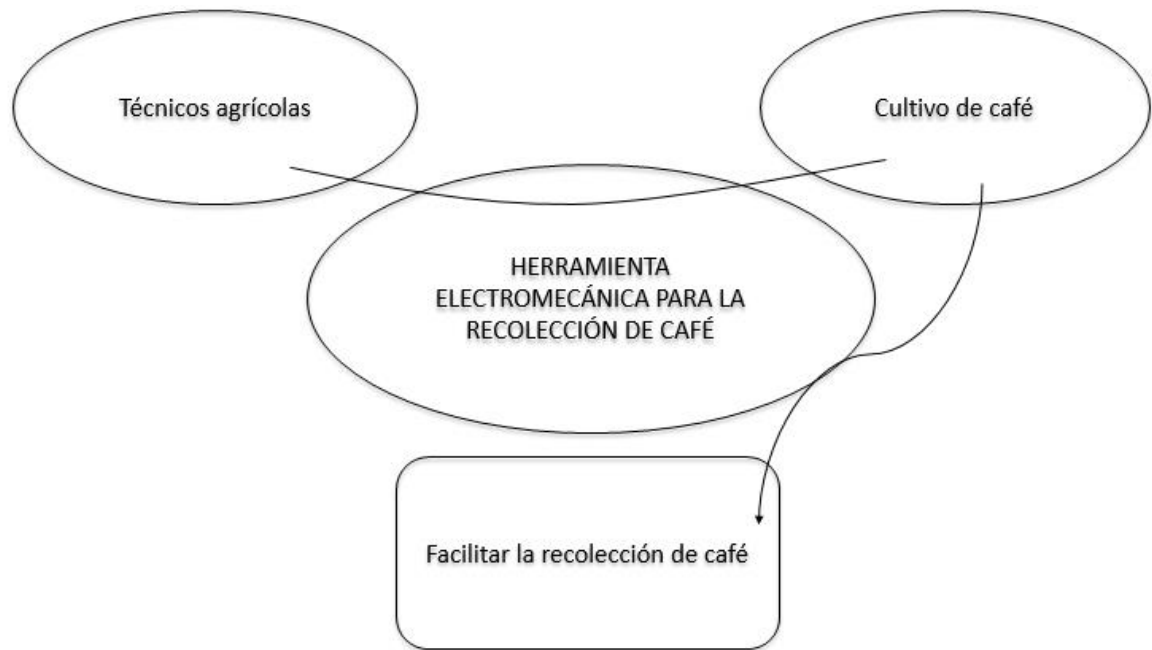 Técnicos agrícolas
Cultivo de café
HERRAMIENTA
ELECTROMECÁNICA PARA LA
RECOLECCIÓN DE CAFÉ
Facilitar la recolección de café